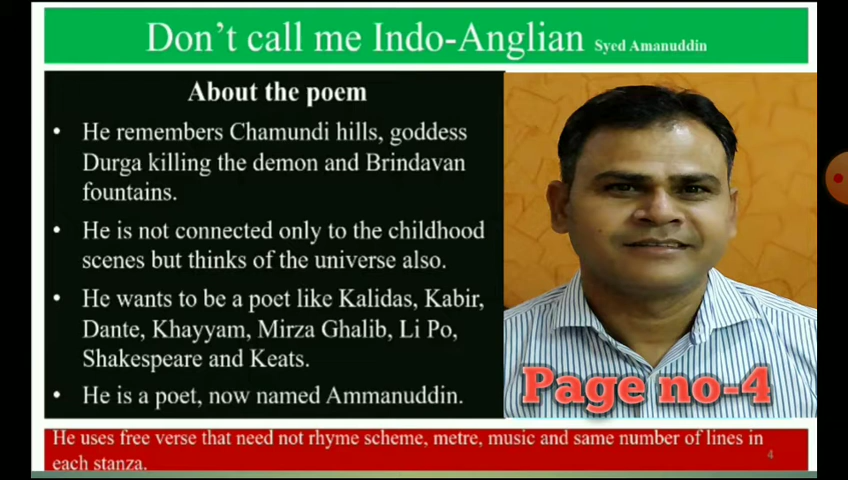 Don't call me Indo-Anglian Syed Amanuddin
About the poem
• He remembers Chamundi hills, goddess
Durga killing the demon and Brindavan
fountains.
• He is not connected only to the childhood
scenes but thinks of the universe also.
• He wants to be a poet like Kalidas, Kabir,
Dante, Khayyam, Mirza Ghalib, Li Po,
Shakespeare and Keats.
• He is a poet, now named Ammanuddin.
Page no-4
He uses free verse that need not rhyme scheme, metre, music and same number of lines in
each stanza.
4